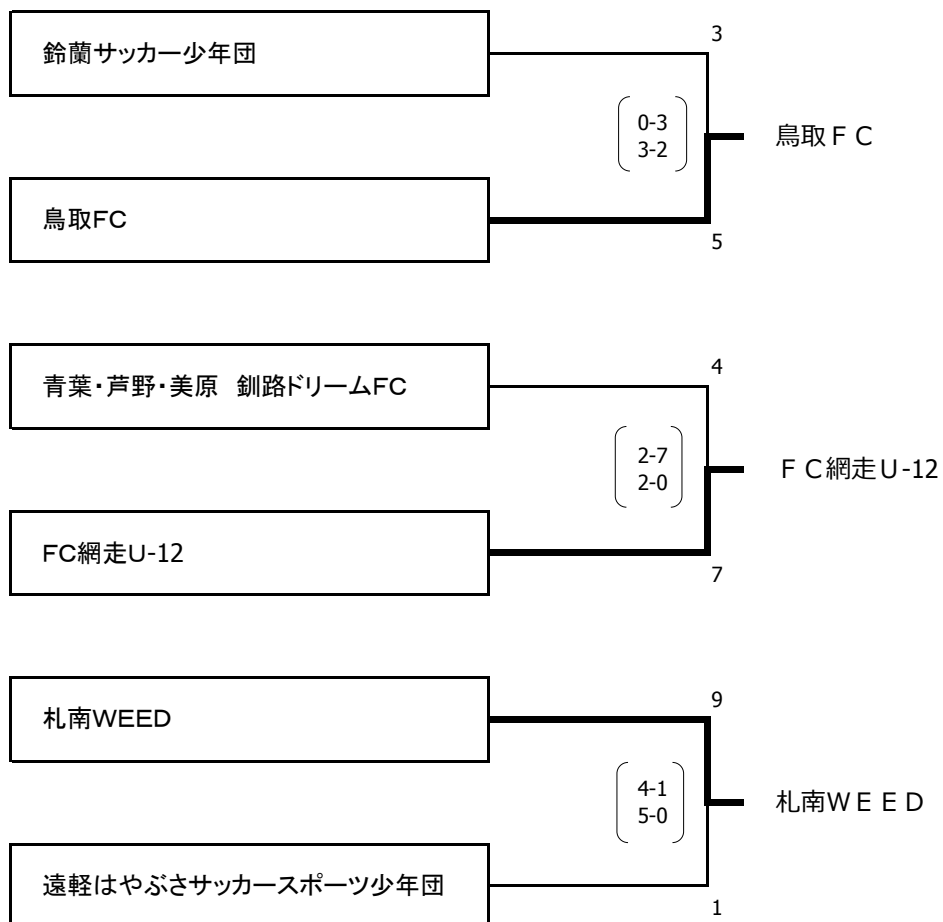 鈴蘭サッカー少年団
3
0-3
3-2
鳥取ＦＣ
鳥取FC
5
青葉・芦野・美原　釧路ドリームFC
4
2-7
2-0
ＦＣ網走U-12
FC網走U-12
7
札南WEED
9
4-1
5-0
札南ＷＥＥＤ
遠軽はやぶさサッカースポーツ少年団
1